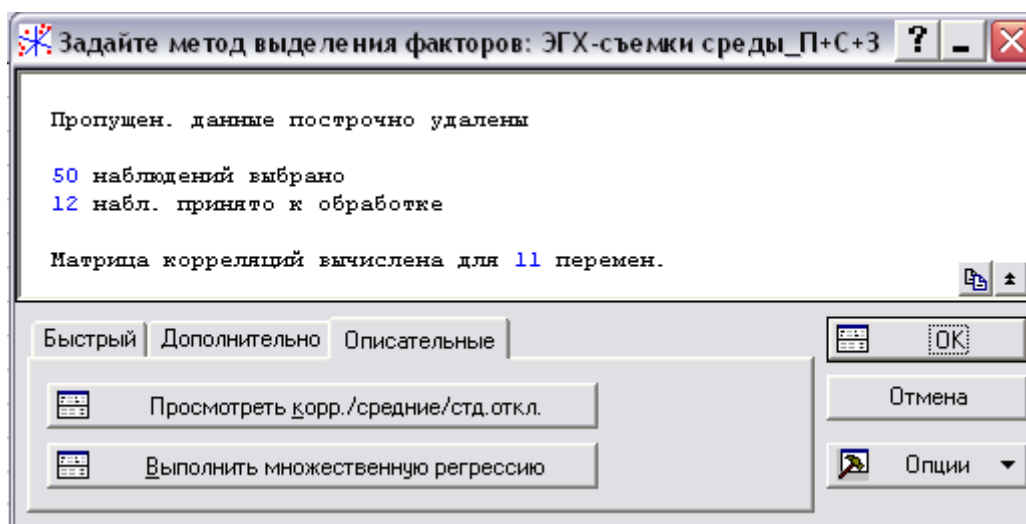 Задайте метод выделения факторов: ЭГХ-съемки среды_П+С+З
Пропущен. данные построчно удалены
50 наблюдений выбрано
12 набл. принято к обработке
Матрица корреляций вычислена для 11 перемен.
Быстрый Дополнительно Описательные
OK
Просмотреть корр./средние/стд.откл.
Отмена
Выполнить множественную регрессию
Опции